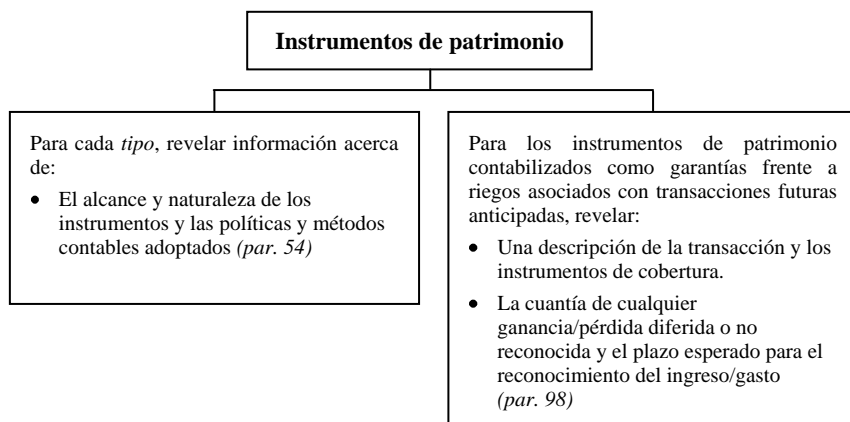 Instrumentos de patrimonio
Para cada tipo, revelar información acerca
de:
• El alcance y naturaleza de los
instrumentos y las políticas y métodos
contables adoptados (par. 54)
Para los instrumentos de patrimonio
contabilizados como garantías frente a
riegos asociados con transacciones futuras
anticipadas, revelar:
• Una descripción de la transacción y los
instrumentos de cobertura.
• La cuantía de cualquier
ganancia/pérdida diferida o no
reconocida y el plazo esperado para el
reconocimiento del ingreso/gasto
(par. 98)